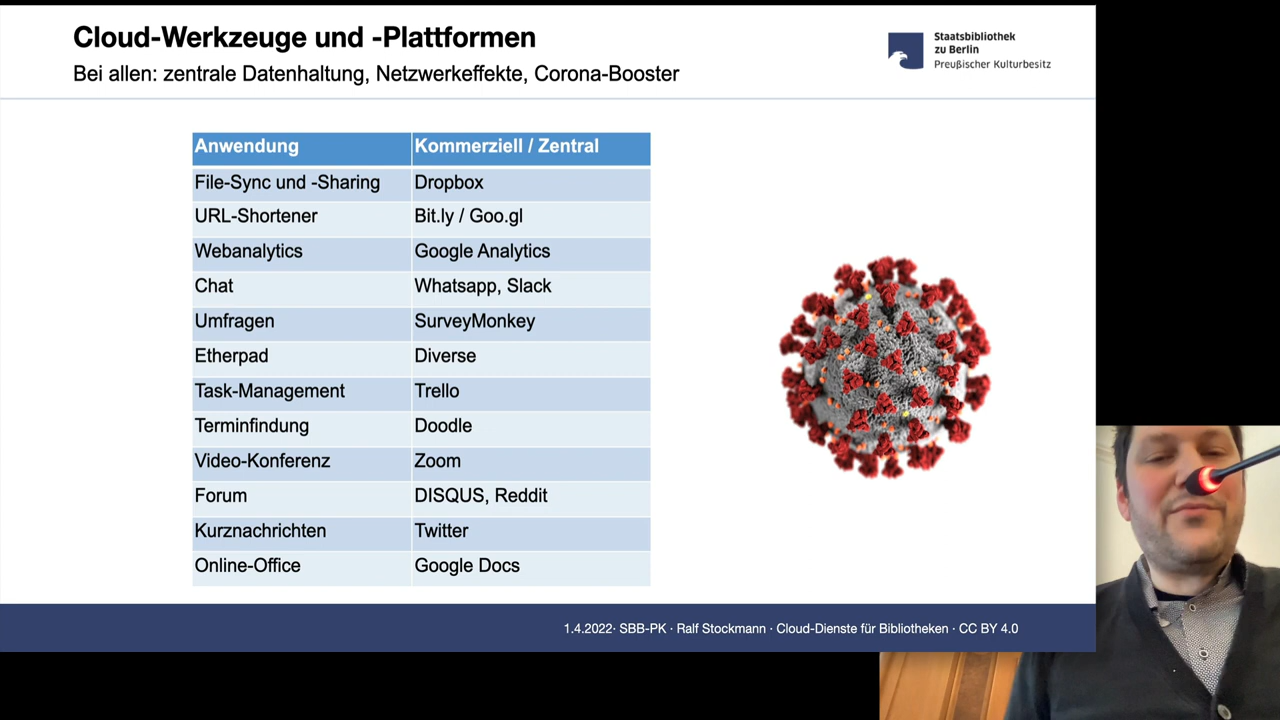 Cloud-Werkzeuge und -Plattformen
Bei allen: zentrale Datenhaltung, Netzwerkeffekte, Corona-Booster
Staatsbibliothek
zu Berlin
Preußischer Kulturbesitz
Anwendung Kommerziell / Zentral
File-Sync und -Sharing Dropbox
URL-Shortener Bit.ly / Goo.gl
Webanalytics Google Analytics
Chat Whatsapp, Slack
Umfragen SurveyMonkey
Etherpad Diverse
Task-Management Trello
Terminfindung Doodle
Video-Konferenz Zoom
Forum DISQUS, Reddit
Kurznachrichten Twitter
Online-Office Google Docs
1.4.2022· SBB-PK · Ralf Stockmann · Cloud-Dienste für Bibliotheken · CC BY 4.0